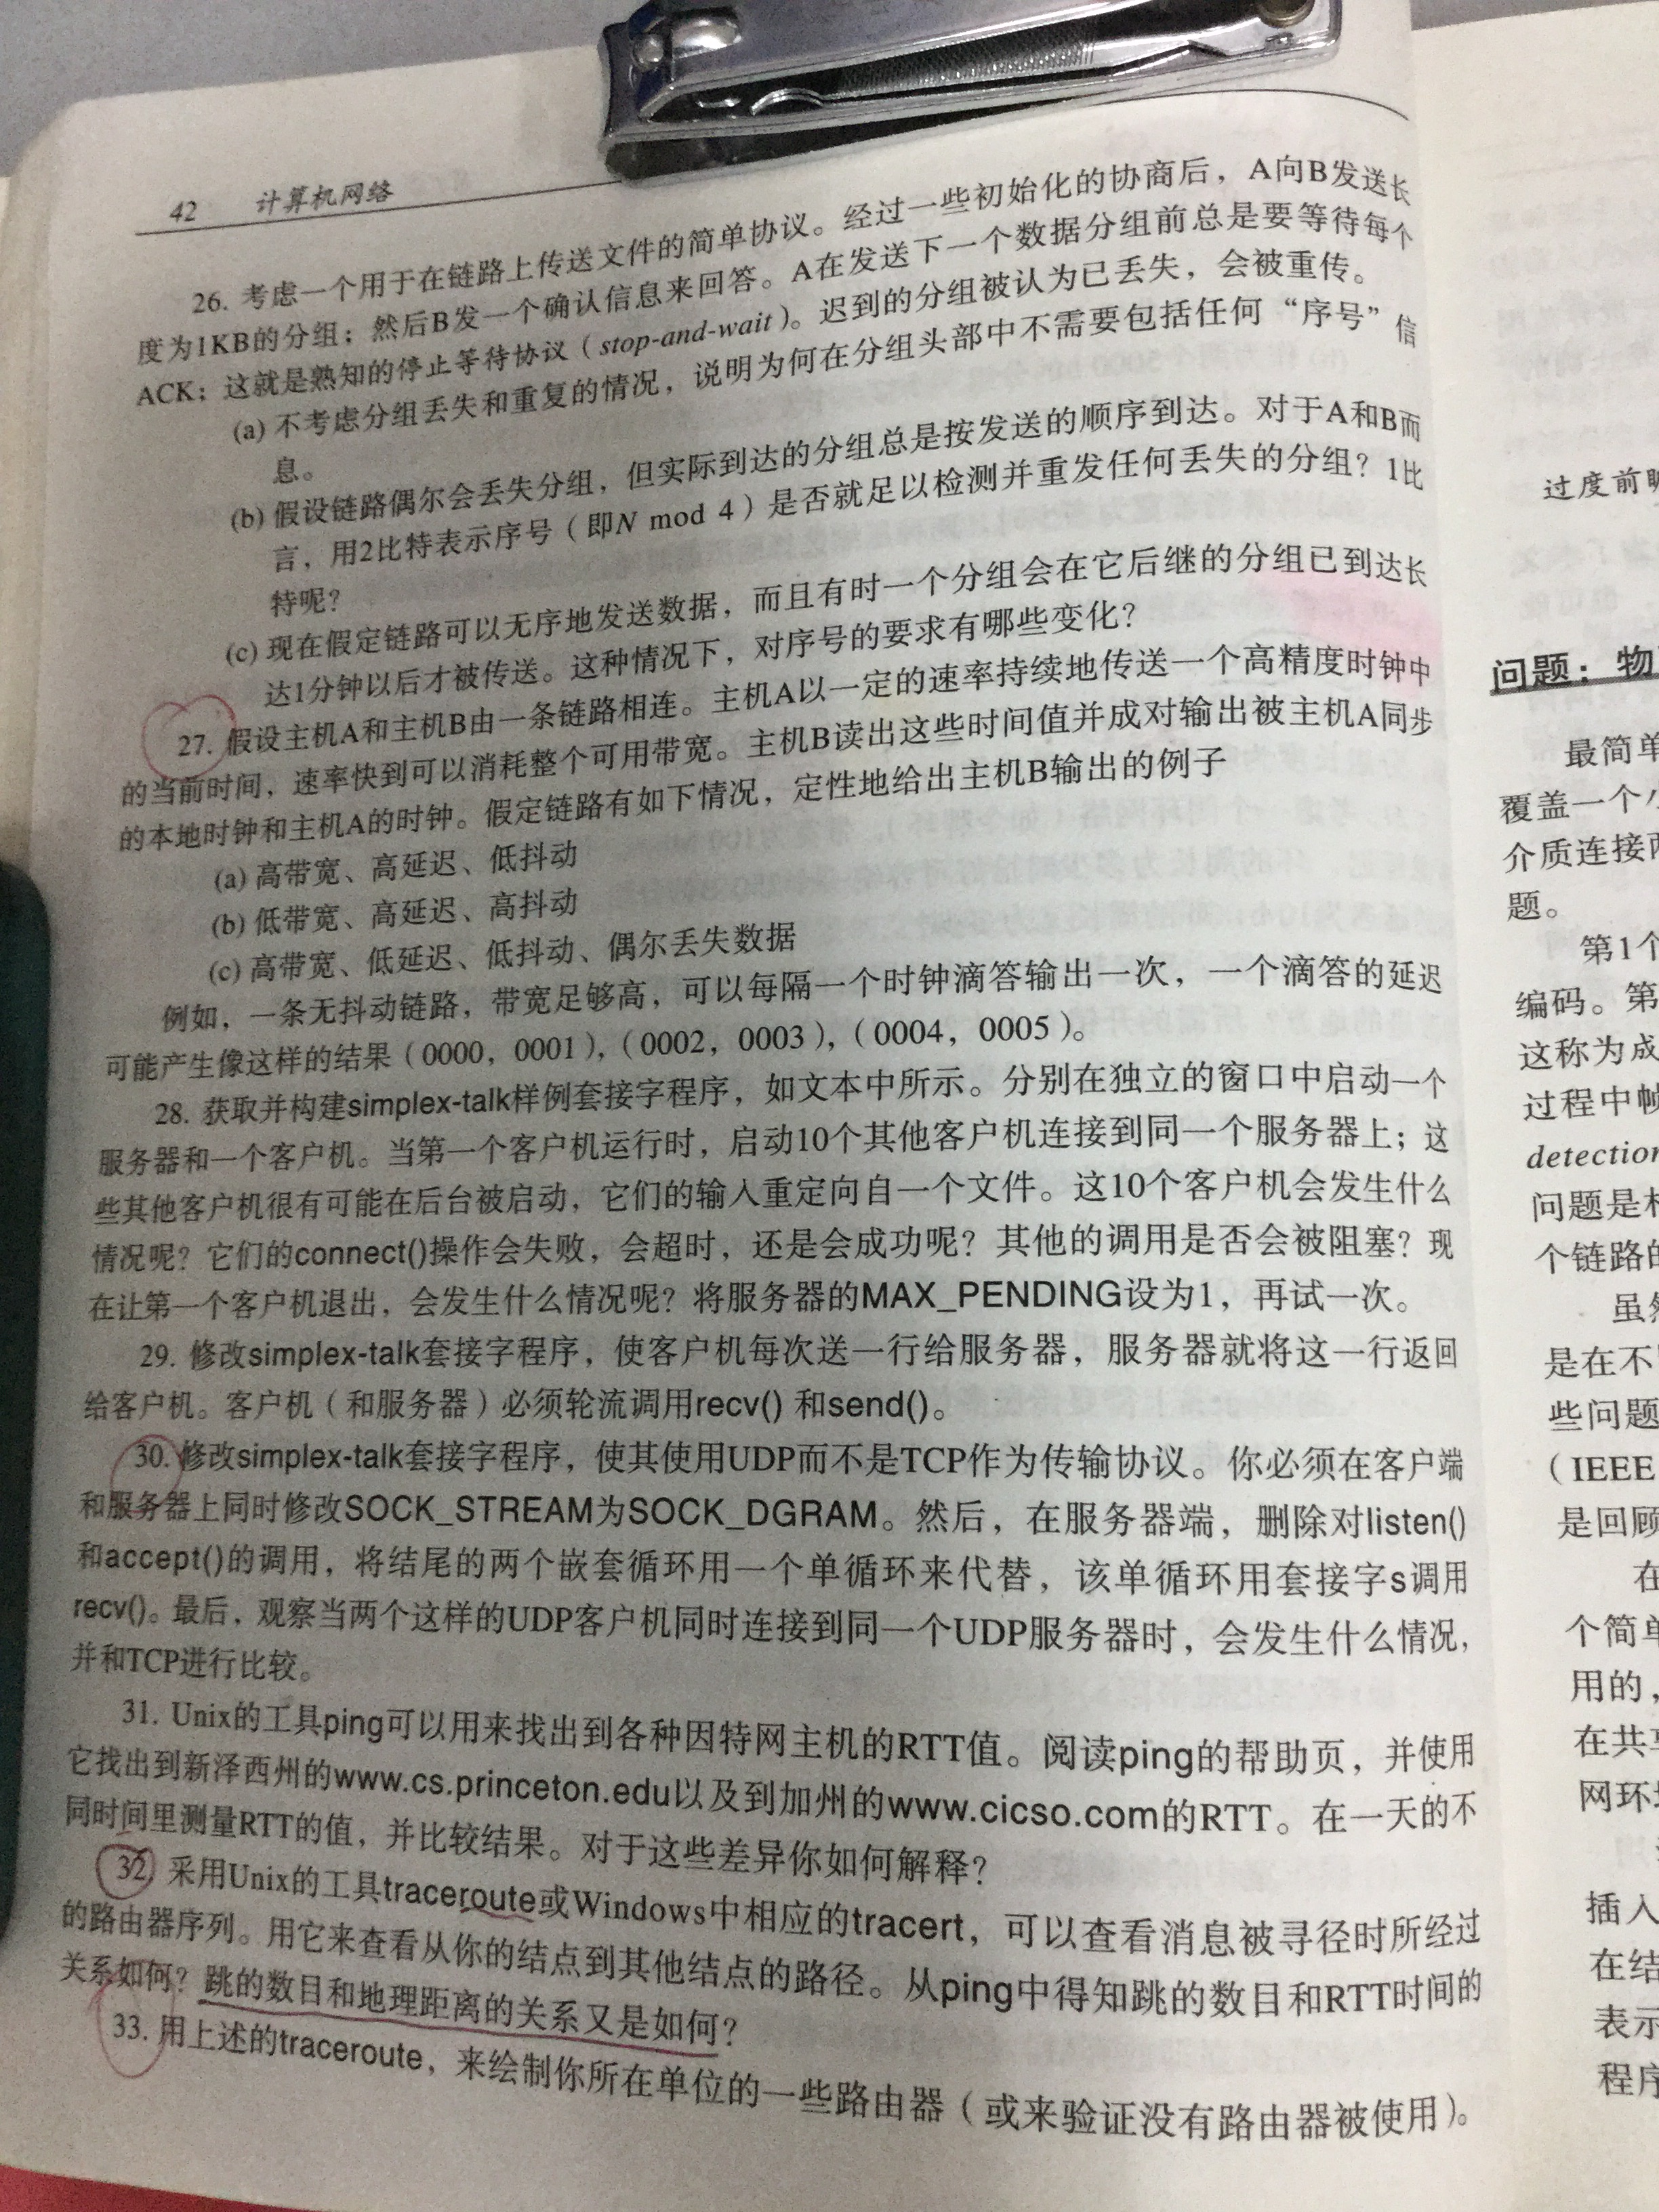 42 计算机网络
26. 考虑一个用于在链路上传送文件的简单协议。经过一些初始化的协商后，A向B发送长
度为1KB的分组；然后B发一个确认信息来回答。A在发送下一个数据分组前总是要等待每个
ACK；这就是熟知的停止等待协议（stop-and-wait）。迟到的分组被认为已丢失，会被重传。
(a) 不考虑分组丢失和重复的情况，说明为何在分组头部中不需要包括任何“序号”信
息。
(b) 假设链路偶尔会丢失分组，但实际到达的分组总是按发送的顺序到达。对于A和B而
言，用2比特表示序号（即N mod 4）是否就足以检测并重发任何丢失的分组？1比
特呢？
(c) 现在假定链路可以无序地发送数据，而且有时一个分组会在它后继的分组已到达长
达1分钟以后才被传送。这种情况下，对序号的要求有哪些变化？
27. 假设主机A和主机B由一条链路相连。主机A以一定的速率持续地传送一个高精度时钟中
的当前时间，速率快到可以消耗整个可用带宽。主机B读出这些时间值并成对输出被主机A同步
的本地时钟和主机A的时钟。假定链路有如下情况，定性地给出主机B输出的例子
(a) 高带宽、高延迟、低抖动
(b) 低带宽、高延迟、高抖动
(c) 高带宽、低延迟、低抖动、偶尔丢失数据
例如，一条无抖动链路，带宽足够高，可以每隔一个时钟滴答输出一次，一个滴答的延迟
可能产生像这样的结果（0000，0001），（0002，0003），（0004，0005）。
28. 获取并构建simplex-talk样例套接字程序，如文本中所示。分别在独立的窗口中启动一个
服务器和一个客户机。当第一个客户机运行时，启动10个其他客户机连接到同一个服务器上；这
些其他客户机很有可能在后台被启动，它们的输入重定向自一个文件。这10个客户机会发生什么
情况呢？它们的connect()操作会失败，会超时，还是会成功呢？其他的调用是否会被阻塞？现
在让第一个客户机退出，会发生什么情况呢？将服务器的MAX_PENDING设为1，再试一次。
29. 修改simplex-talk套接字程序，使客户机每次送一行给服务器，服务器就将这一行返回
给客户机。客户机（和服务器）必须轮流调用recv() 和send()。
30. 修改simplex-talk套接字程序，使其使用UDP而不是TCP作为传输协议。你必须在客户端
和服务器上同时修改SOCK_STREAM为SOCK_DGRAM。然后，在服务器端，删除对listen()
和accept()的调用，将结尾的两个嵌套循环用一个单循环来代替，该单循环用套接字s调用
recv()。最后，观察当两个这样的UDP客户机同时连接到同一个UDP服务器时，会发生什么情况，
并和TCP进行比较。
31. Unix的工具ping可以用来找出到各种因特网主机的RTT值。阅读ping的帮助页，并使用
它找出到新泽西州的www.cs.princeton.edu以及到加州的www.cicso.com的RTT。在一天的不
同时间里测量RTT的值，并比较结果。对于这些差异你如何解释？
32. 采用Unix的工具traceroute或Windows中相应的tracert，可以查看消息被寻径时所经过
的路由器序列。用它来查看从你的结点到其他结点的路径。从ping中得知跳的数目和RTT时间的
关系如何？跳的数目和地理距离的关系又是如何？
33. 用上述的traceroute，来绘制你所在单位的一些路由器（或来验证没有路由器被使用）。
过度前
问题：物
最简单
覆盖一个小
介质连接两
题。
第1个
编码。第
这称为成
过程中帧
detection
问题是
个链路的
虽然
是在不
些问题
（IEEE
是回顾
在
个简单
用的，
在共享
网环境
插入
在结
表示
程序